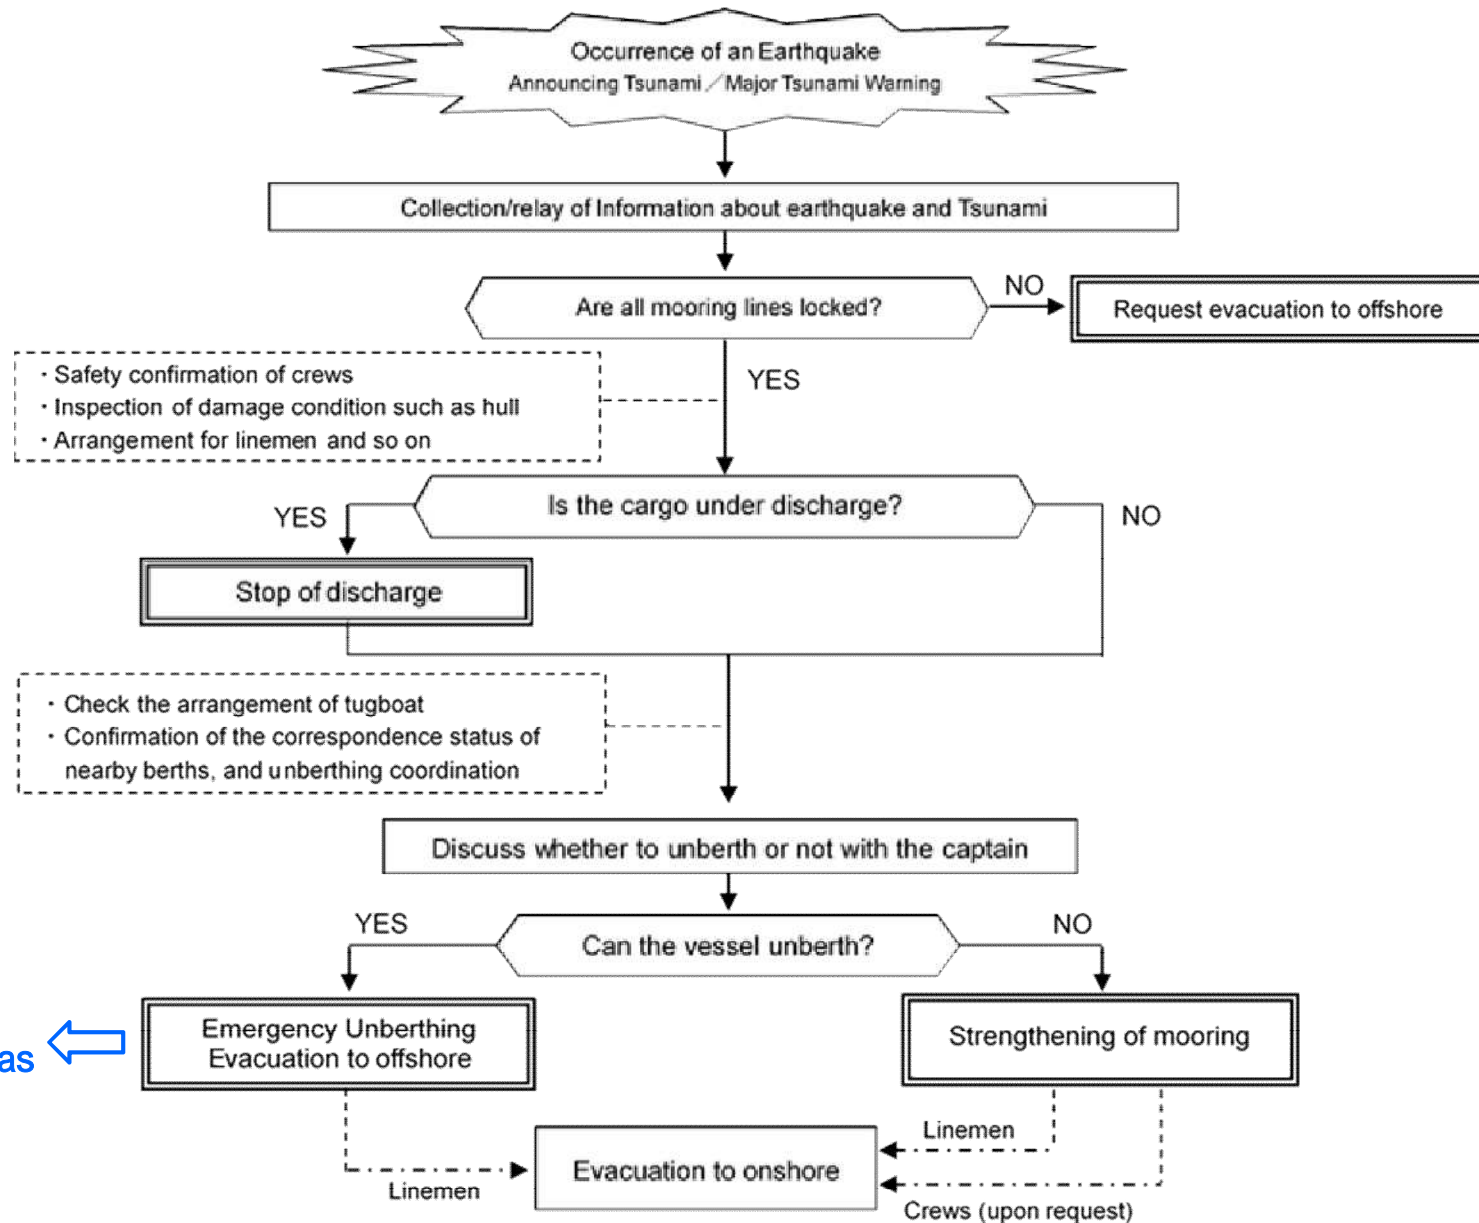 Occurrence of an Earthquake
Announcing Tsunami／Major Tsunami Warning
Collection/relay of Information about earthquake and Tsunami
Are all mooring lines locked?
NO
Request evacuation to offshore
YES
・Safety confirmation of crews
・Inspection of damage condition such as hull
・Arrangement for linemen and so on
Is the cargo under discharge?
YES
NO
Stop of discharge
・Check the arrangement of tugboat
・Confirmation of the correspondence status of
nearby berths, and unberthing coordination
Discuss whether to unberth or not with the captain
YES
Can the vessel unberth?
NO
Emergency Unberthing
Evacuation to offshore
Strengthening of mooring
as
Linemen
Evacuation to onshore
Linemen
Crews (upon request)